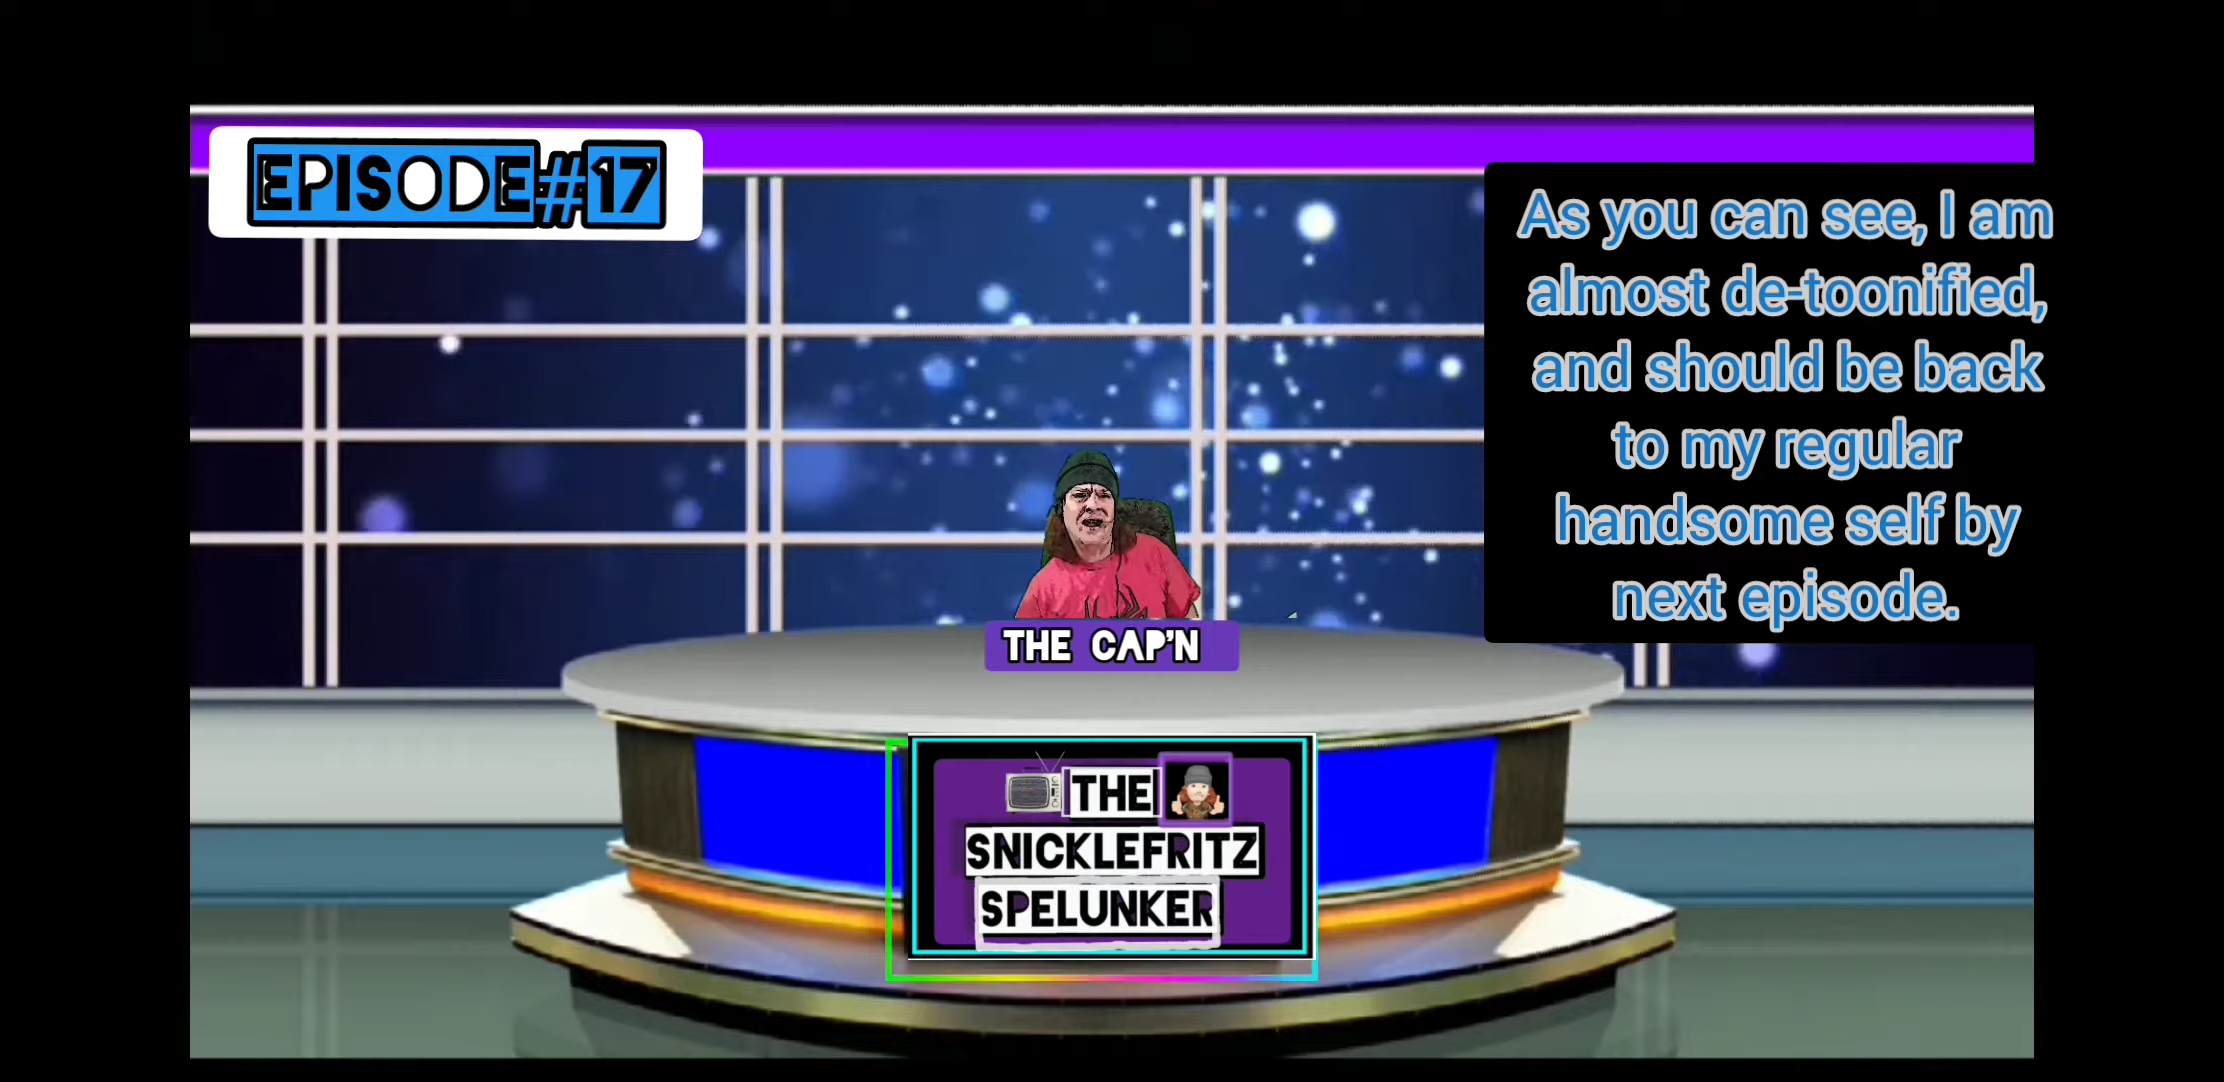 EPISODE#17
As you can see, I am
almost de-toonified,
and should be back
to my regular
handsome self by
next episode.
THE CAP'N
THE
SNICKLEFRITZ
SPELUNKER